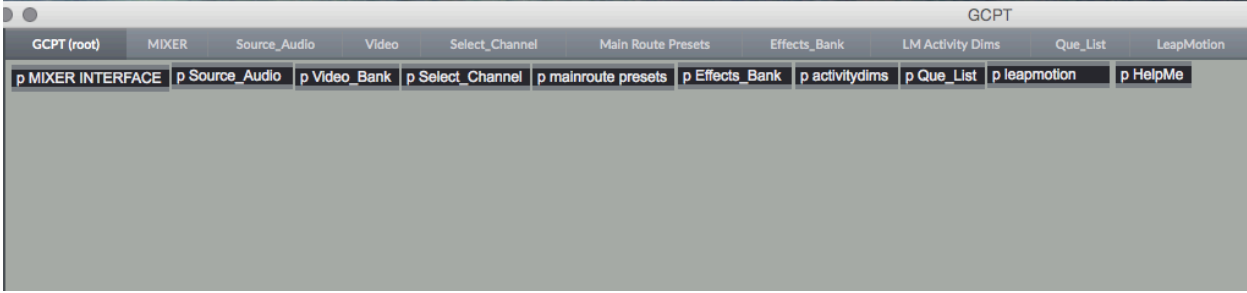 GCPT
GCPT (root) MIXER Source_Audio Video Select_Channel Main Route Presets Effects_Bank LM Activity Dims Que_List LeapMotion
p MIXER INTERFACE p Source_Audio p Video_Bank p Select_Channel p mainroute presets p Effects_Bank p activitydims p Que_List p leapmotion p HelpMe